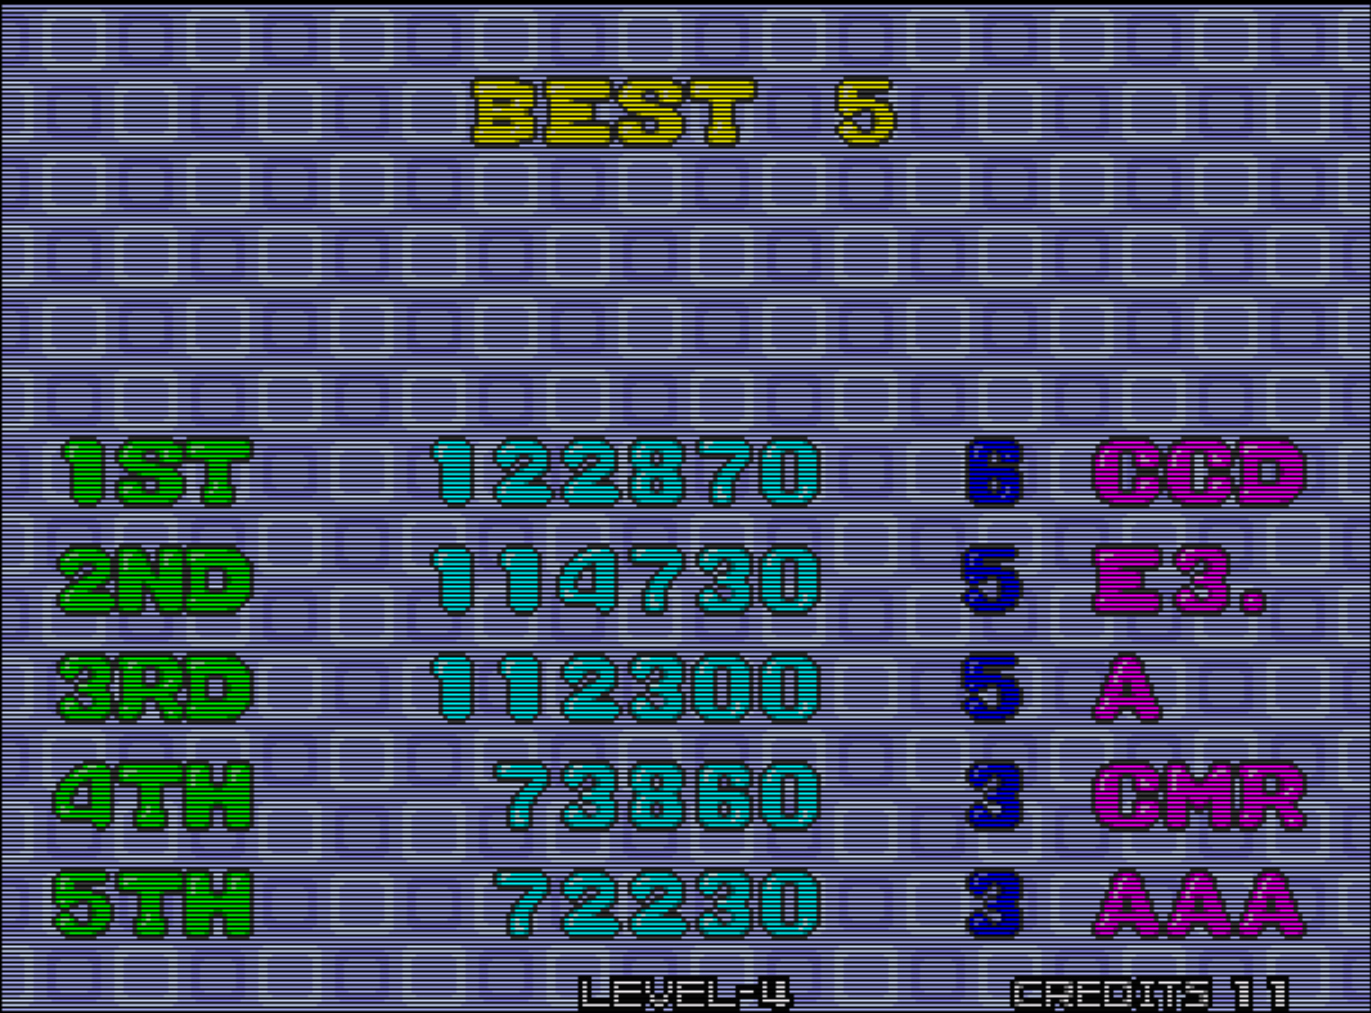 BEST 5
1ST 122870 6 CCD
2ND 114730 5 E3.
3RD 112300 5 A
4TH 73860 3 CMR
5TH 72230 3 AAA
LEVEL-4 CREDITS 11